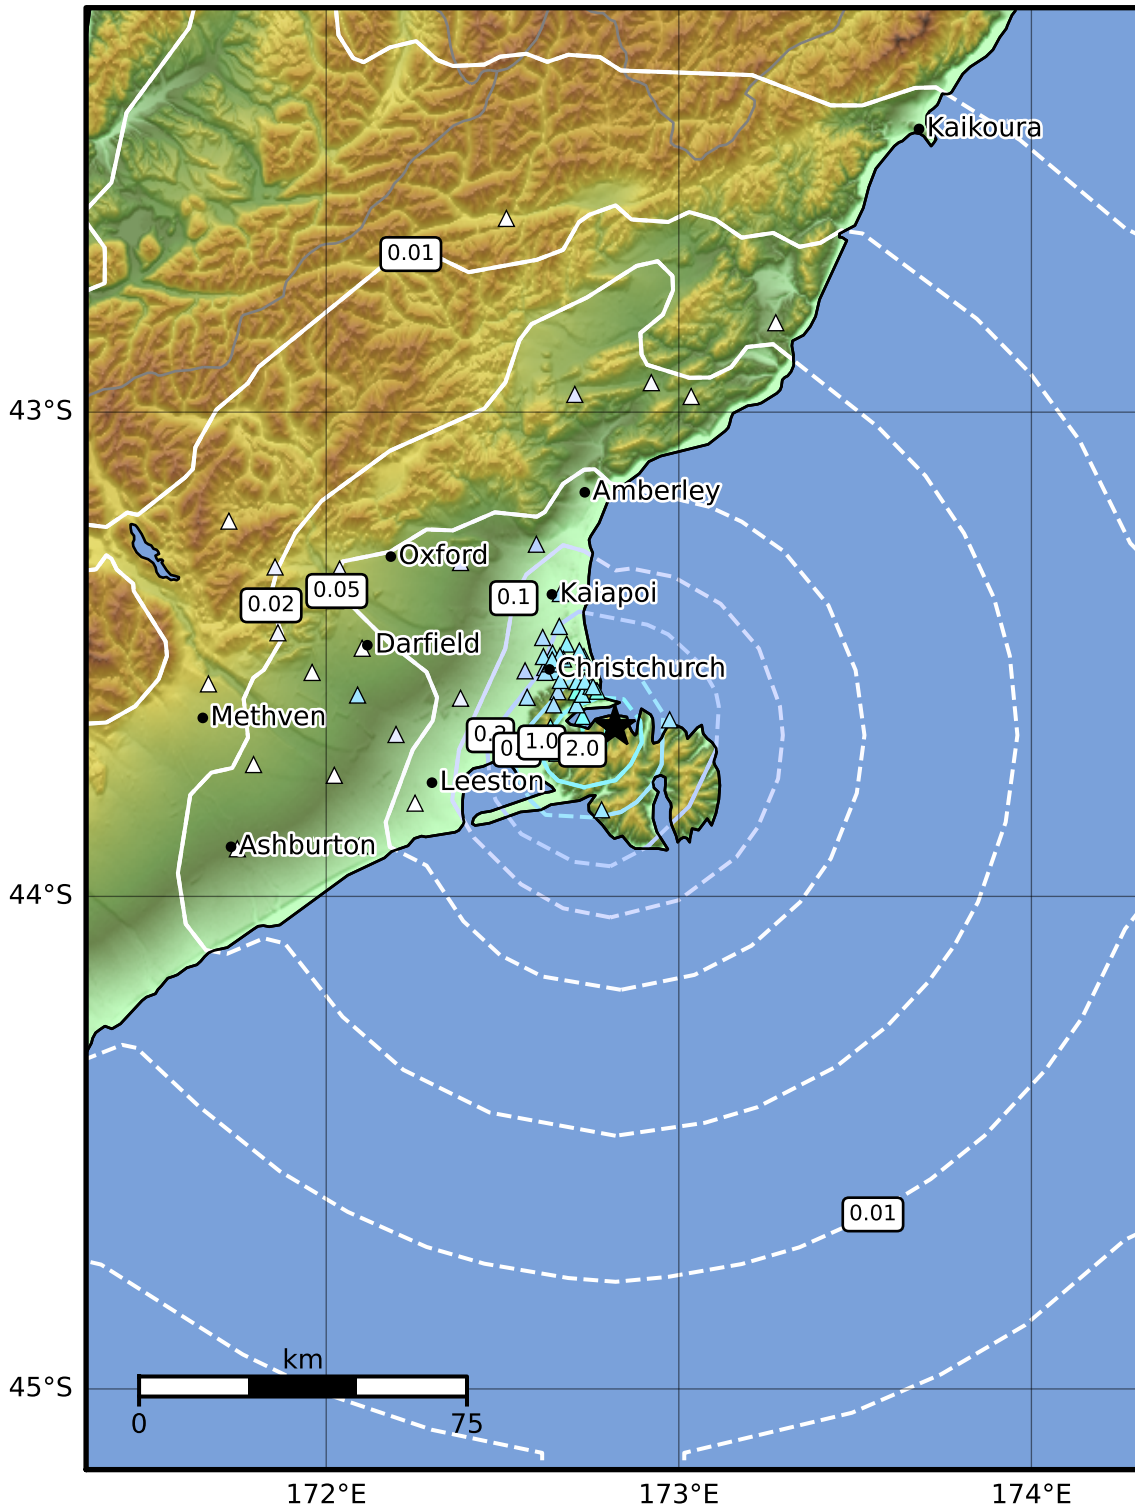 Kaikoura
0.01
43°S
Amberley
Oxford
0.02
0.05
0.1
Kaiapoi
Darfield
Christchurch
Methven
1.0
2.0
Leeston
Ashburton
44°S
0.01
km
0
75
45°S
172°E
173°E
174°E